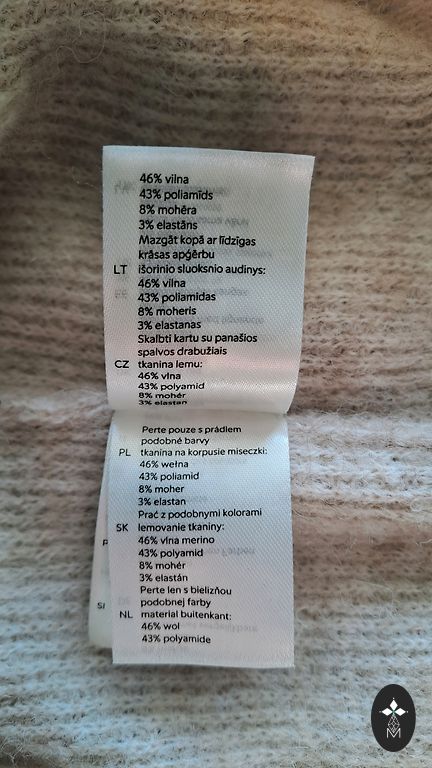 46% vilna
43% poliamīds
8% mohēra
3% elastāns
Mazgāt kopā ar līdzīgas
krāsas apģērbu
LT išorinio sluoksnio audinys:
46% vilna
43% poliamidas
8% moheris
3% elastanas
Skalbti kartu su panašios
spalvos drabužiais
CZ tkanina lemu:
46% vlna
43% polyamid
8% mohér
3% elastan
Perte pouze s prádlem
podobné barvy
PL tkanina na korpusie miseczki:
46% wełna
43% poliamid
8% moher
3% elastan
Prać z podobnymi kolorami
SK lemovanie tkaniny:
46% vlna merino
43% polyamid
8% mohér
3% elastán
Perte len s bielizňou
podobnej farby
NL material buitenkant:
46% wol
43% polyamide
SI
M